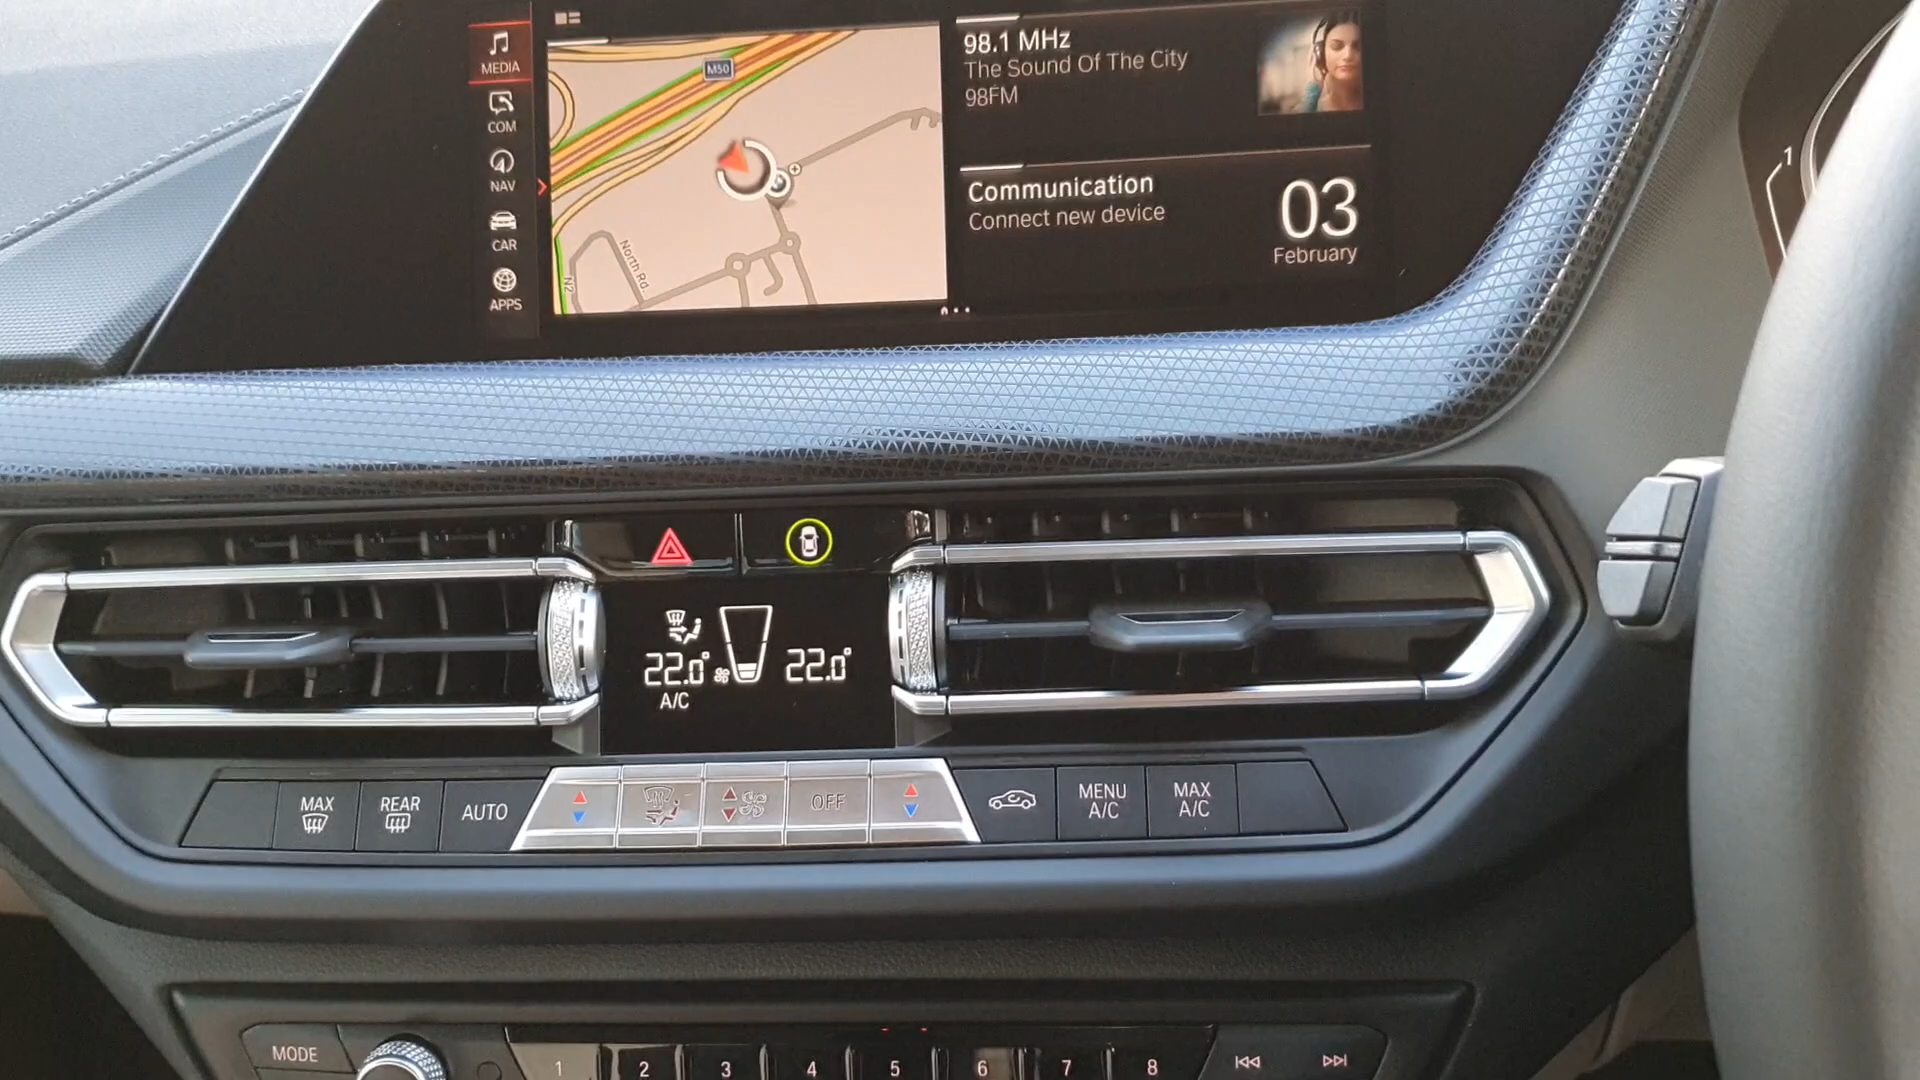 MEDIA
COM
NAV
CAR
APPS
M50
North Rd.
N2
98.1 MHz
The Sound Of The City
98FM
Communication
Connect new device
03
February
1
22.0°
22.0°
A/C
MAX
REAR
AUTO
OFF
MENU
A/C
MAX
A/C
MODE
1
2
3
4
5
6
7
8